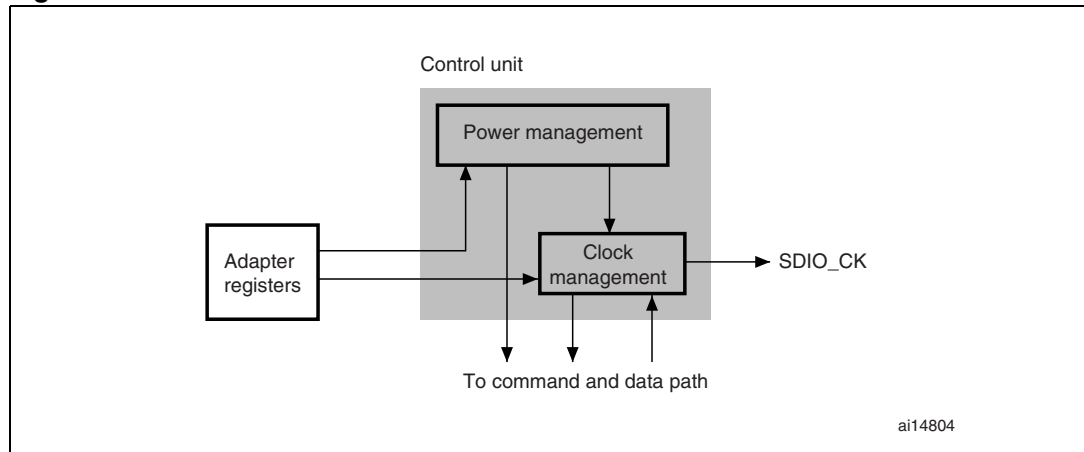 Control unit
Power management
Adapter
registers
Clock
management
SDIO_CK
To command and data path
ai14804